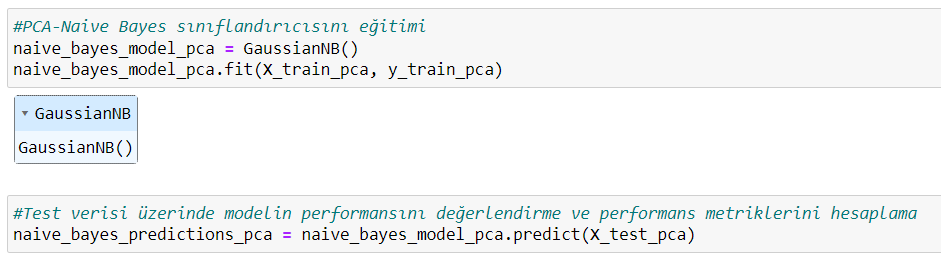 #PCA-Naive Bayes sınıflandırıcısını eğitimi
naive_bayes_model_pca = GaussianNB()
naive_bayes_model_pca.fit(X_train_pca, y_train_pca)
▾ GaussianNB
GaussianNB()
#Test verisi üzerinde modelin performansını değerlendirme ve performans metriklerini hesaplama
naive_bayes_predictions_pca = naive_bayes_model_pca.predict(X_test_pca)